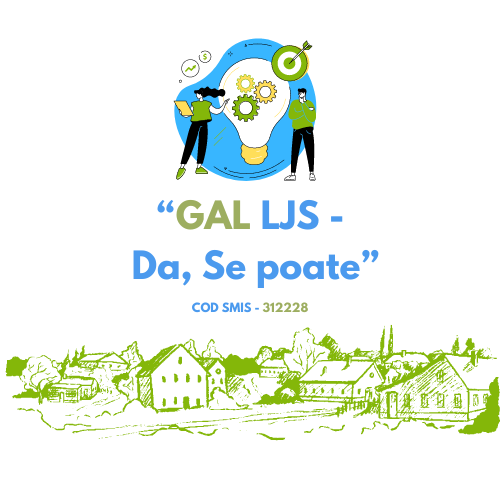 “GAL LJS -
Da, Se poate”
COD SMIS - 312228
$